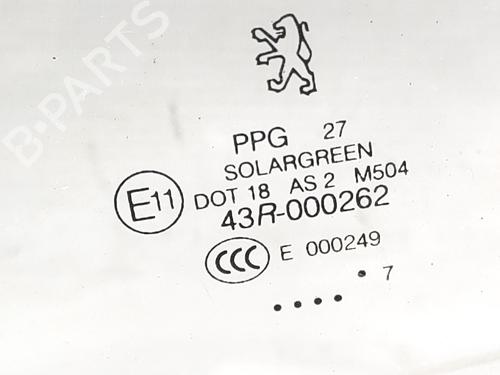 B-PARTS
PPG 27
SOLARGREEN
E11 DOT 18 AS 2 M504
43R-000262
CCC E 000249
• 7
• • • •